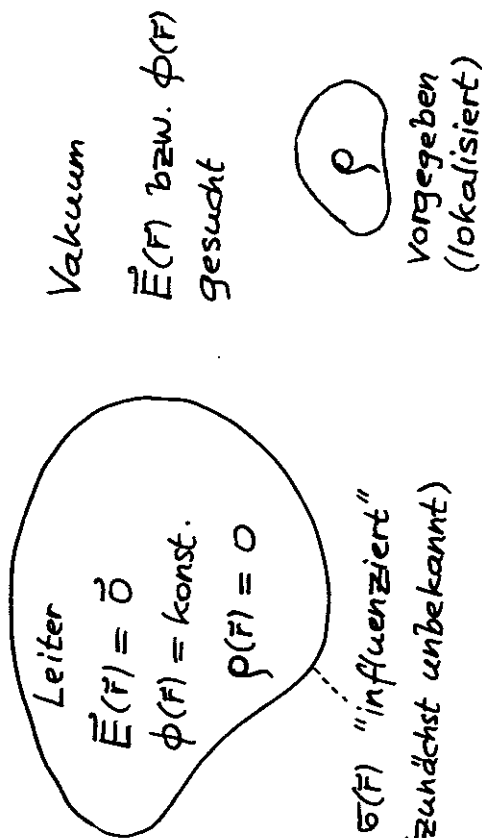 Leiter
E⃗(r⃗) = 0⃗
ϕ(r⃗) = konst.
ρ(r⃗) = 0
σ(r⃗) "influenziert"
zunächst unbekannt)
Vakuum
E⃗(r⃗) bzw. ϕ(r⃗)
gesucht
ρ
vorgegeben
(lokalisiert)